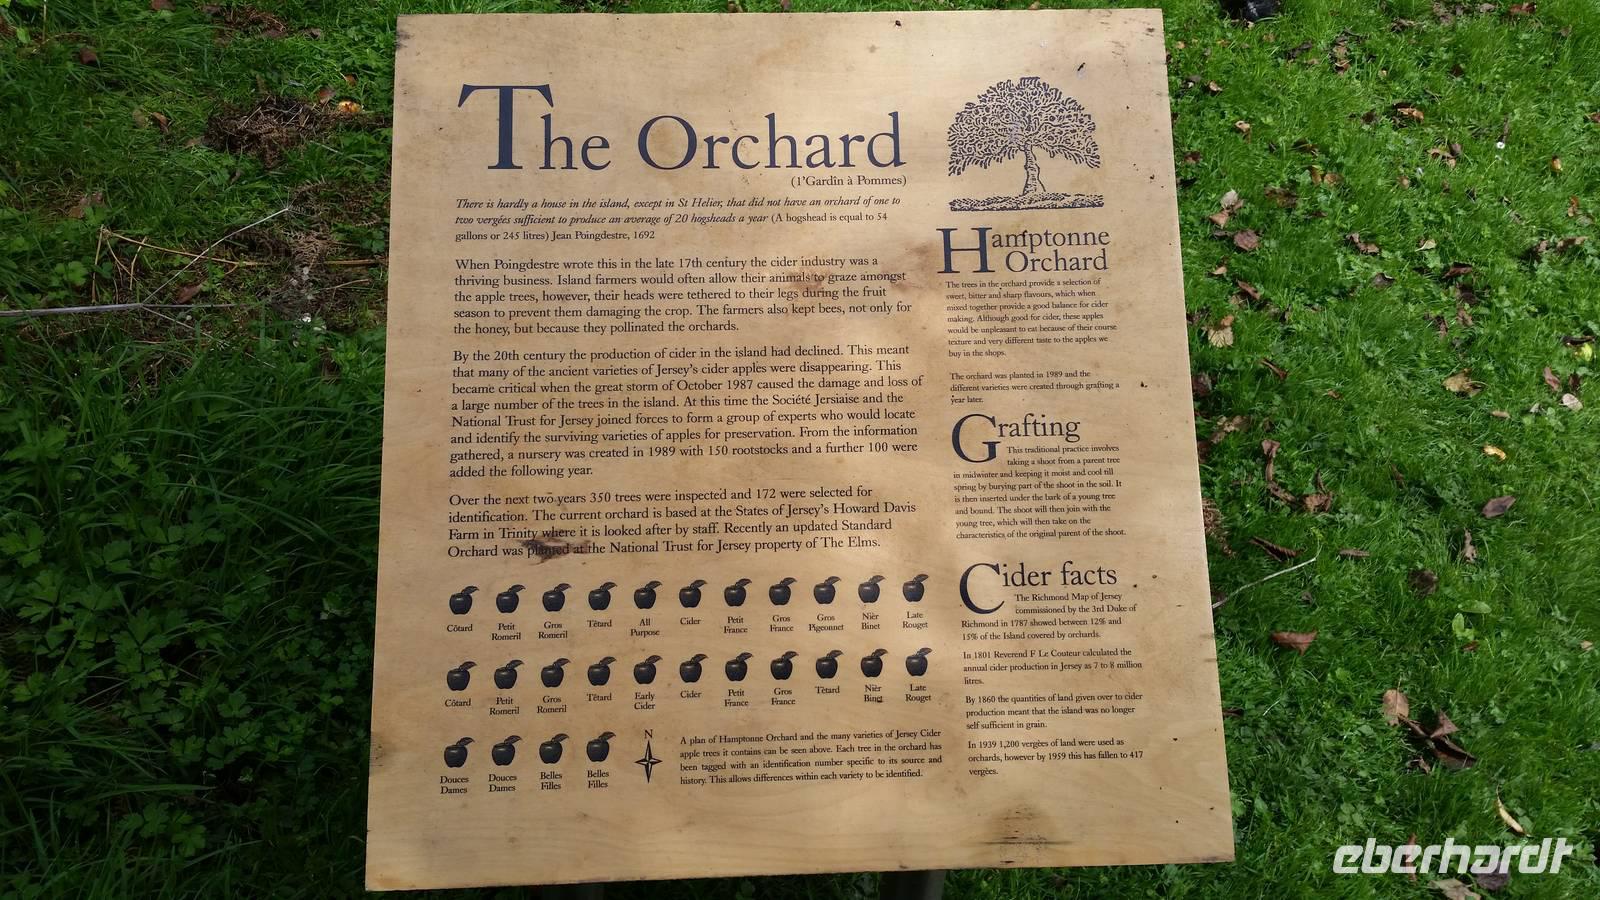 The Orchard
(l'Gardîn à Pommes)
There is hardly a house in the island, except in St Helier, that did not have an orchard of one to
two vergées sufficient to produce an average of 20 hogsheads a year (A hogshead is equal to 54
gallons or 245 litres) Jean Poingdestre, 1692
When Poingdestre wrote this in the late 17th century the cider industry was a
thriving business. Island farmers would often allow their animals to graze amongst
the apple trees, however, their heads were tethered to their legs during the fruit
season to prevent them damaging the crop. The farmers also kept bees, not only for
the honey, but because they pollinated the orchards.
By the 20th century the production of cider in the island had declined. This meant
that many of the ancient varieties of Jersey's cider apples were disappearing. This
became critical when the great storm of October 1987 caused the damage and loss of
a large number of the trees in the island. At this time the Société Jersiaise and the
National Trust for Jersey joined forces to form a group of experts who would locate
and identify the surviving varieties of apples for preservation. From the information
gathered, a nursery was created in 1989 with 150 rootstocks and a further 100 were
added the following year.
Over the next two years 350 trees were inspected and 172 were selected for
identification. The current orchard is based at the States of Jersey's Howard Davis
Farm in Trinity where it is looked after by staff. Recently an updated Standard
Orchard was planted at the National Trust for Jersey property of The Elms.
Côtard Petit Gros Têtard All Cider Petit Gros Gros Nièr Late
Romeril Romeril Purpose France France Pigeonnet Binet Rouget
Côtard Petit Gros Têtard Early Cider Petit Gros Têtard Nièr Late
Romeril Romeril Cider France France Binet Rouget
Douces Douces Belles Belles
Dames Dames Filles Filles
N
A plan of Hamptonne Orchard and the many varieties of Jersey Cider
apple trees it contains can be seen above. Each tree in the orchard has
been tagged with an identification number specific to its source and
history. This allows differences within each variety to be identified.
Hamptonne
Orchard
The trees in the orchard provide a selection of
sweet, bitter and sharp flavours, which when
mixed together provide a good balance for cider
making. Although good for cider, these apples
would be unpleasant to eat because of their course
texture and very different taste to the apples we
buy in the shops.
The orchard was planted in 1989 and the
different varieties were created through grafting a
year later.
Grafting
This traditional practice involves
taking a shoot from a parent tree
in midwinter and keeping it moist and cool till
spring by burying part of the shoot in the soil. It
is then inserted under the bark of a young tree
and bound. The shoot will then join with the
young tree, which will then take on the
characteristics of the original parent of the shoot.
Cider facts
The Richmond Map of Jersey
commissioned by the 3rd Duke of
Richmond in 1787 showed between 12% and
15% of the Island covered by orchards.
In 1801 Reverend F Le Couteur calculated the
annual cider production in Jersey as 7 to 8 million
litres.
By 1860 the quantities of land given over to cider
production meant that the island was no longer
self sufficient in grain.
In 1939 1,200 vergées of land were used as
orchards, however by 1959 this has fallen to 417
vergées.
eberhardt